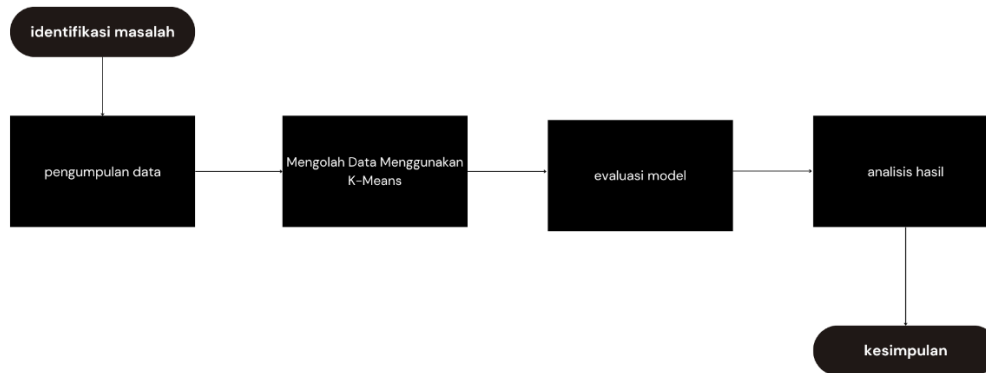 identifikasi masalah
pengumpulan data
Mengolah Data Menggunakan
K-Means
evaluasi model
analisis hasil
kesimpulan